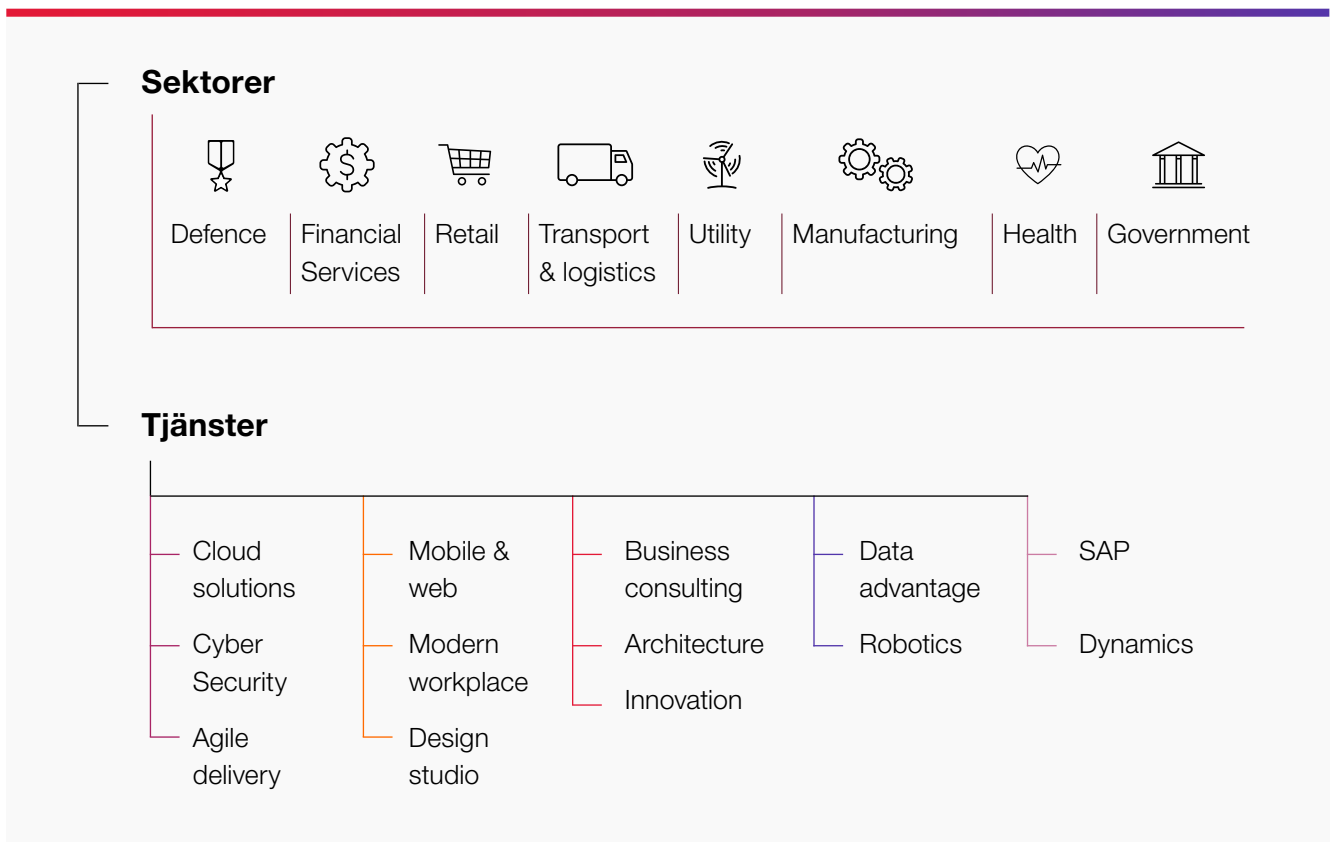 Sektorer
$
Defence
Financial
Services
Retail
Transport
& logistics
Utility
Manufacturing
Health
Government
Tjänster
Cloud
solutions
Cyber
Security
Agile
delivery
Mobile &
web
Modern
workplace
Design
studio
Business
consulting
Architecture
Innovation
Data
advantage
Robotics
SAP
Dynamics